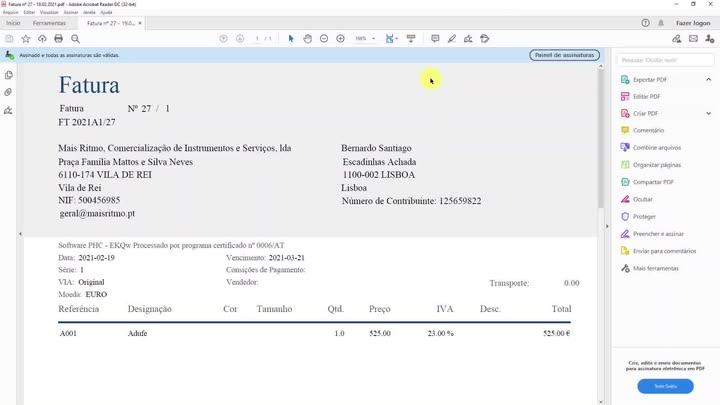 Fatura nº 27 - 19.02.2021.pdf - Adobe Acrobat Reader DC (32-bit)
Arquivo Editar Visualizar Assinar Janela Ajuda
Início Ferramentas Fatura nº 27 - 19.0... × Fazer logon
1 / 1 168%
Assinado e todas as assinaturas são válidas. Painel de assinaturas
Fatura
Fatura Nº 27 / 1
FT 2021A1/27
Mais Ritmo, Comercialização de Instrumentos e Serviços, lda
Praça Família Mattos e Silva Neves
6110-174 VILA DE REI
Vila de Rei
NIF: 500456985
geral@maisritmo.pt
Bernardo Santiago
Escadinhas Achada
1100-002 LISBOA
Lisboa
Número de Contribuinte: 125659822
Software PHC - EKQw Processado por programa certificado nº 0006/AT
Data: 2021-02-19 Vencimento: 2021-03-21
Série: 1 Consições de Pagamento:
VIA: Original Vendedor: Transporte: 0.00
Moeda: EURO
Referência Designação Cor Tamanho Qtd. Preço IVA Desc. Total
A001 Adufe 1.0 525.00 23.00 % 525.00 €
Pesquisar 'Ocultar texto'
Exportar PDF
Editar PDF
Criar PDF
Comentário
Combine arquivos
Organizar páginas
Compactar PDF
Ocultar
Proteger
Preencher e assinar
Enviar para comentários
Mais ferramentas
Crie, edite e envie documentos
para assinatura eletrônica em PDF
Teste Grátis